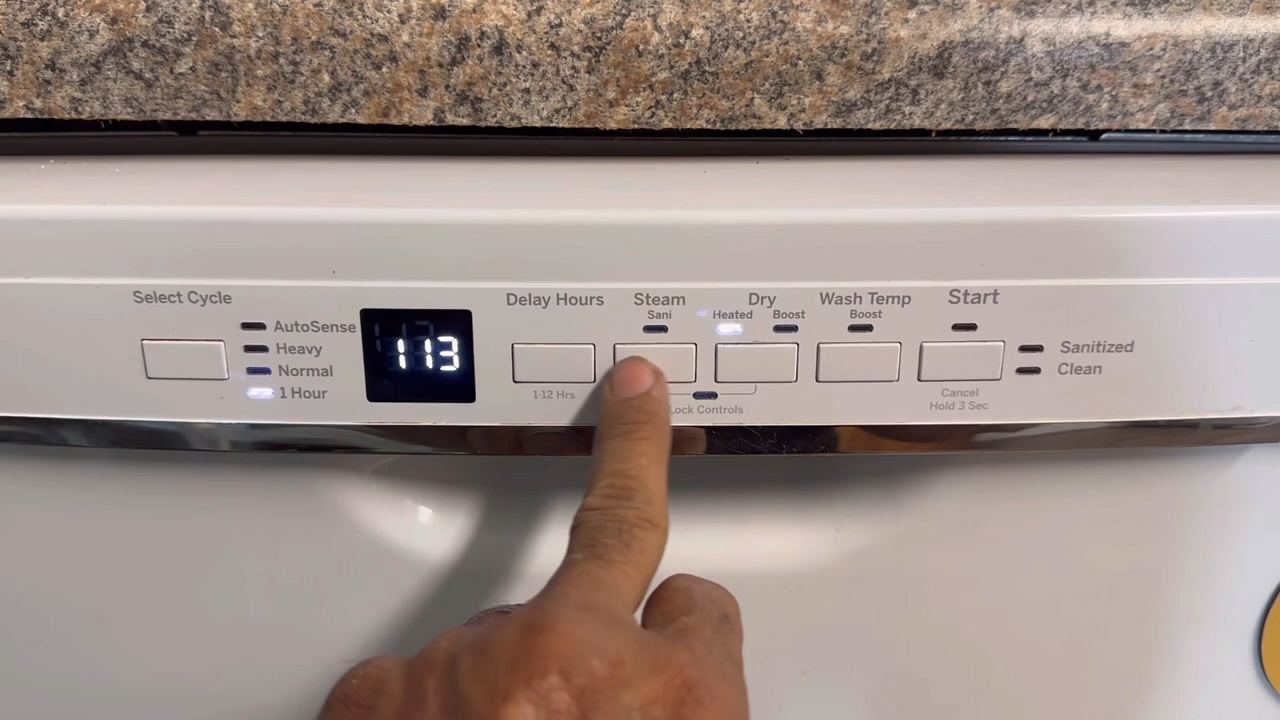 Select Cycle
AutoSense
Heavy
Normal
1 Hour
113
Delay Hours
1-12 Hrs
Steam
Sani
Dry
Heated Boost
Lock Controls
Wash Temp
Boost
Start
Cancel
Hold 3 Sec
Sanitized
Clean